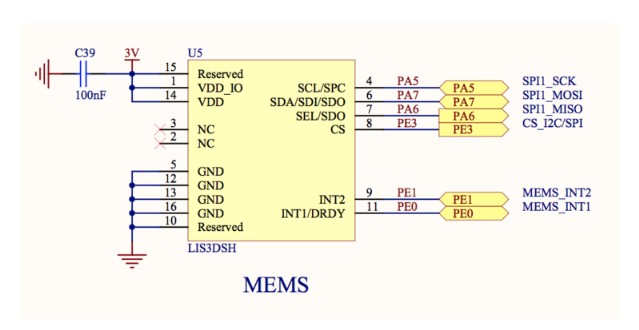 C39 3V U5
100nF
15 Reserved SCL/SPC 4 PA5 PA5 SPI1_SCK
1 VDD_IO SDA/SDI/SDO 6 PA7 PA7 SPI1_MOSI
14 VDD SEL/SDO 7 PA6 PA6 SPI1_MISO
CS 8 PE3 PE3 CS_I2C/SPI
3 NC
2 NC
5 GND
12 GND
13 GND INT2 9 PE1 PE1 MEMS_INT2
16 GND INT1/DRDY 11 PE0 PE0 MEMS_INT1
10 Reserved
LIS3DSH
MEMS